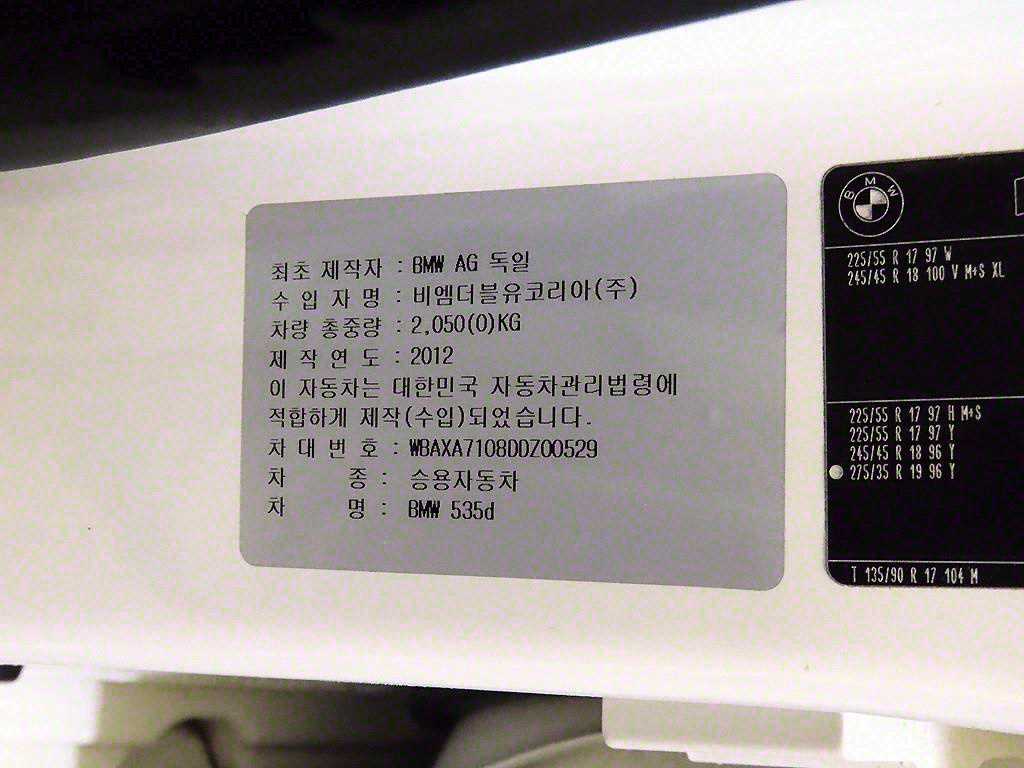 최초 제작자 : BMW AG 독일
수 입 자 명 : 비엠더블유코리아(주)
차량 총중량 : 2,050(0)KG
제 작 연 도 : 2012
이 자동차는 대한민국 자동차관리법령에
적합하게 제작(수입)되었습니다.
차 대 번 호 : WBAXA7108DDZ00529
차 종 : 승용자동차
차 명 : BMW 535d
BMW
225/55 R 17 97 W
245/45 R 18 100 V M+S XL
225/55 R 17 97 H M+S
225/55 R 17 97 Y
245/45 R 18 96 Y
275/35 R 19 96 Y
T 135/90 R 17 104 M